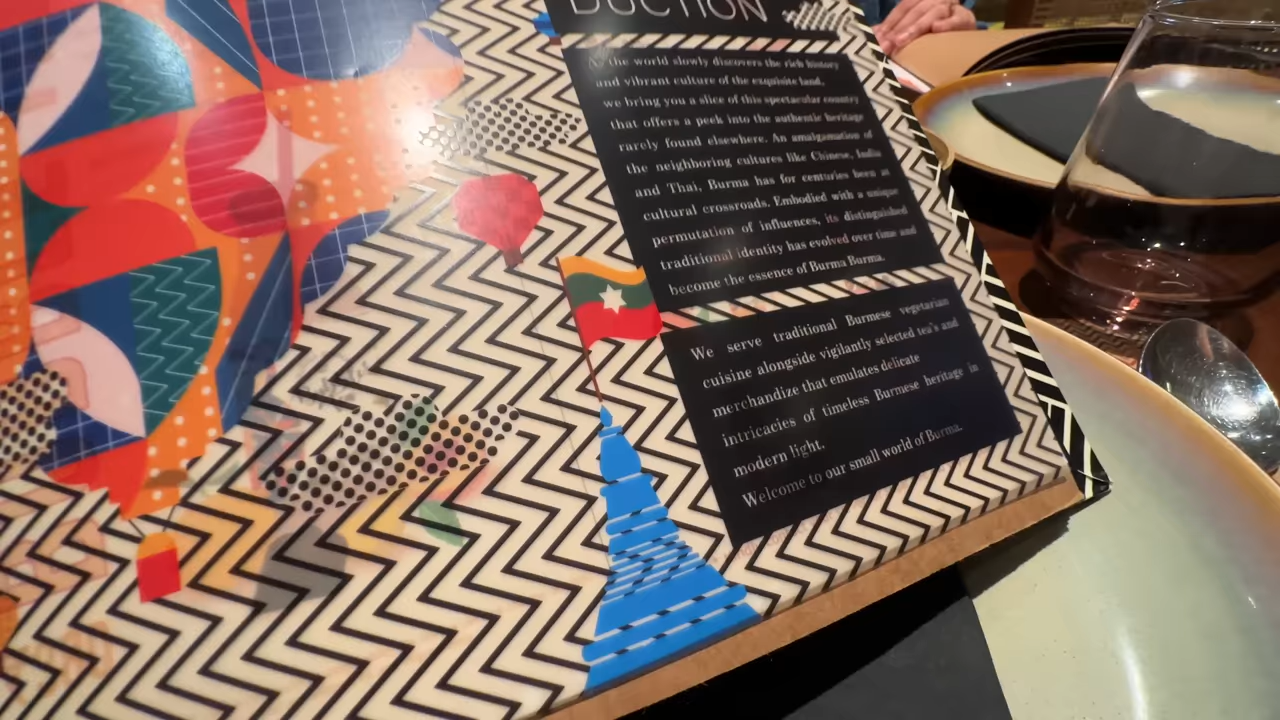 DUCTION
As the world slowly discovers the rich history
and vibrant culture of the exquisite land,
we bring you a slice of this spectacular country
that offers a peek into the authentic heritage
rarely found elsewhere. An amalgamation of
the neighboring cultures like Chinese, India
and Thai, Burma has for centuries been at
cultural crossroads. Embodied with a unique
permutation of influences, its distinguished
traditional identity has evolved over time and
become the essence of Burma Burma.
We serve traditional Burmese vegetarian
cuisine alongside vigilantly selected tea's and
merchandize that emulates delicate
intricacies of timeless Burmese heritage in
modern light.
Welcome to our small world of Burma.